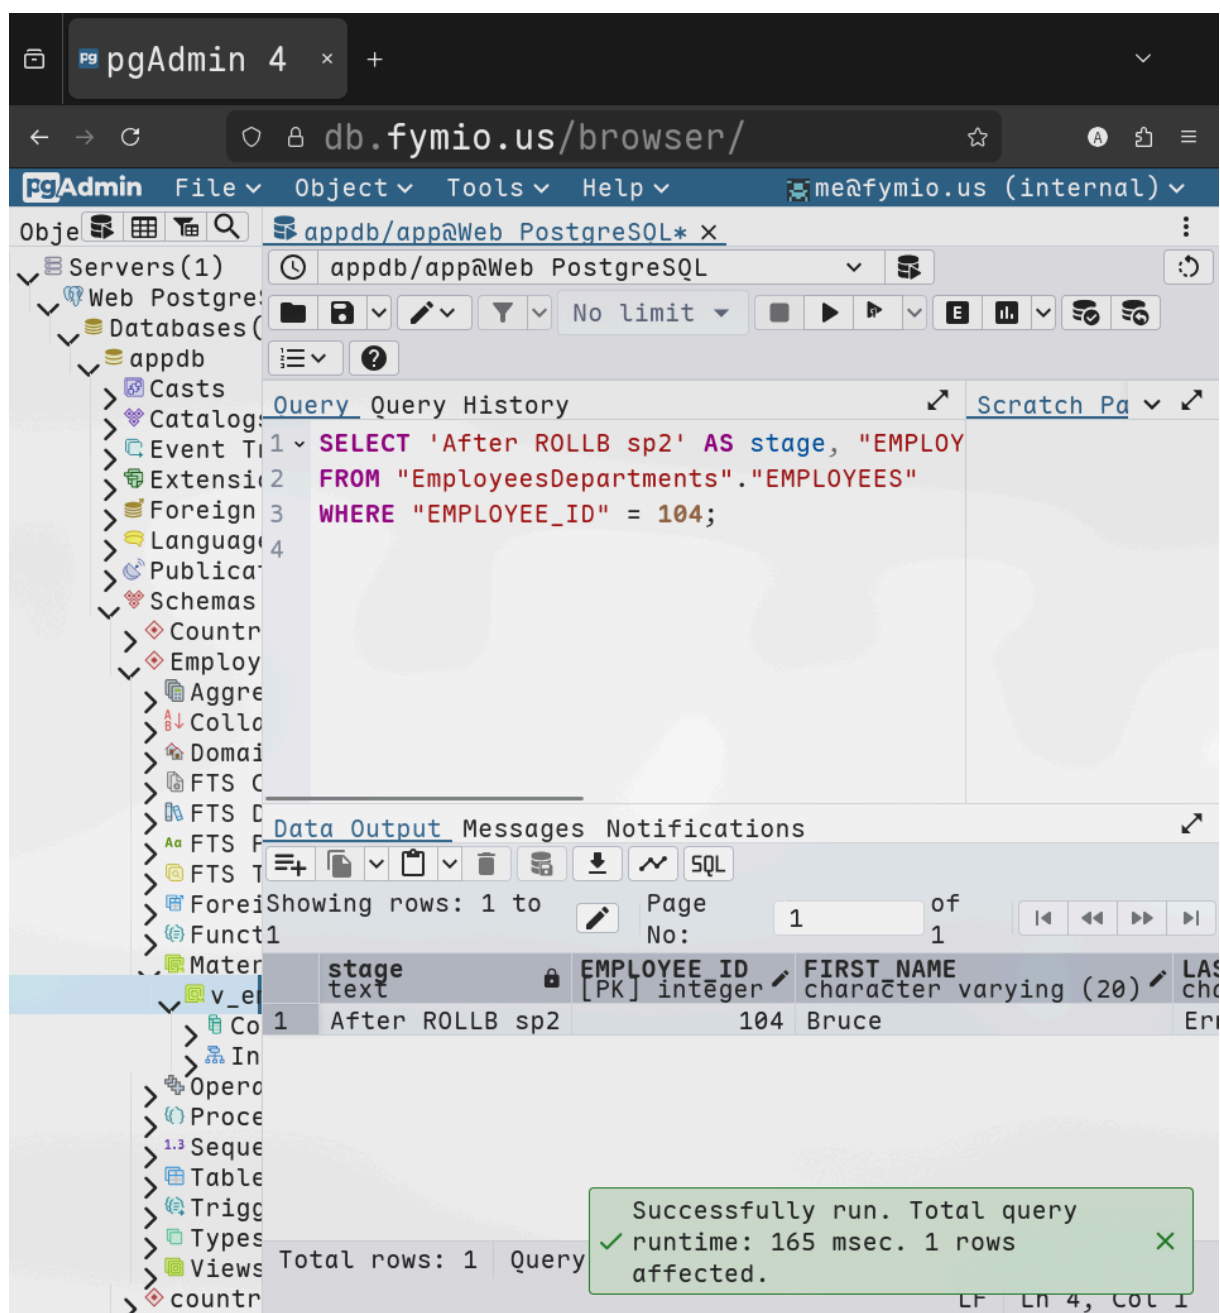 pgAdmin 4
db.fymio.us/browser/
pgAdmin File Object Tools Help me@fymio.us (internal)
Obje
appdb/app@Web PostgreSQL*
Servers(1)
appdb/app@Web PostgreSQL
Web Postgre
Databases(
No limit
appdb
Casts
Query Query History
Scratch Pa
Catalogs
1 SELECT 'After ROLLB sp2' AS stage, "EMPLOY
Event Tr
2 FROM "EmployeesDepartments"."EMPLOYEES"
Extensi
3 WHERE "EMPLOYEE_ID" = 104;
Foreign
4
Languag
Publica
Schemas
Countr
Employ
Aggre
Colla
Domai
FTS C
FTS D
Data Output Messages Notifications
FTS P
SQL
FTS T
Showing rows: 1 to 1
Page No: 1 of 1
Forei
Funct
Mater
stage text
EMPLOYEE_ID [PK] integer
FIRST_NAME character varying (20)
LAS cha
v_e
1 After ROLLB sp2 104 Bruce Er
Co
In
Opera
Proce
1.3 Seque
Table
Trigg
Types
Views
countr
Successfully run. Total query
runtime: 165 msec. 1 rows
affected.
Total rows: 1 Query
LF Ln 4, Col 1